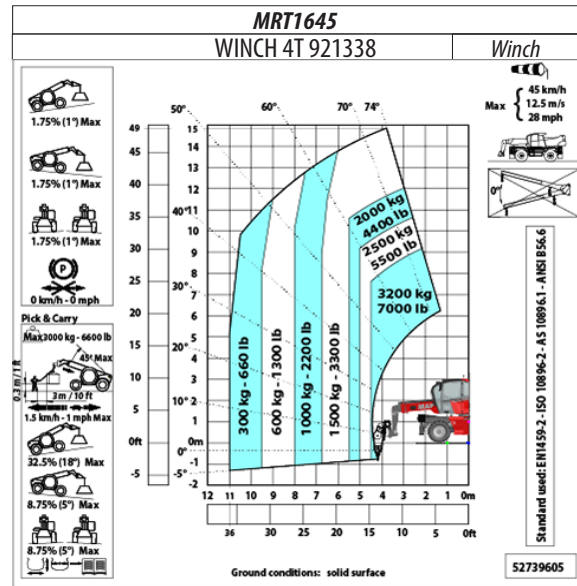 MRT1645
WINCH 4T 921338
Winch
1.75% (1°) Max
1.75% (1°) Max
1.75% (1°) Max
P
0 km/h - 0 mph
Pick & Carry
Max 3000 kg - 6600 lb
45° Max
0.3 m / 1 ft
3 m / 10 ft
1.5 km/h - 1 mph Max
32.5% (18°) Max
8.75% (5°) Max
8.75% (5°) Max
50° 60° 70° 74°
40°
30°
20°
10°
0°
-5°
49
45
40
35
30
25
20
15
10
5
0ft
-5
15
14
13
12
11
10
9
8
7
6
5
4
3
2
1
0m
-1
-2
2000 kg
4400 lb
2500 kg
5500 lb
3200 kg
7000 lb
300 kg - 660 lb
600 kg - 1300 lb
1000 kg - 2200 lb
1500 kg - 3300 lb
12 11 10 9 8 7 6 5 4 3 2 1 0m
36 30 25 20 15 10 5 0ft
Ground conditions: solid surface
Max
45 km/h
12.5 m/s
28 mph
0°
Standard used: EN1459-2 - ISO 10896-2 - AS 10896.1 - ANSI B56.6
52739605